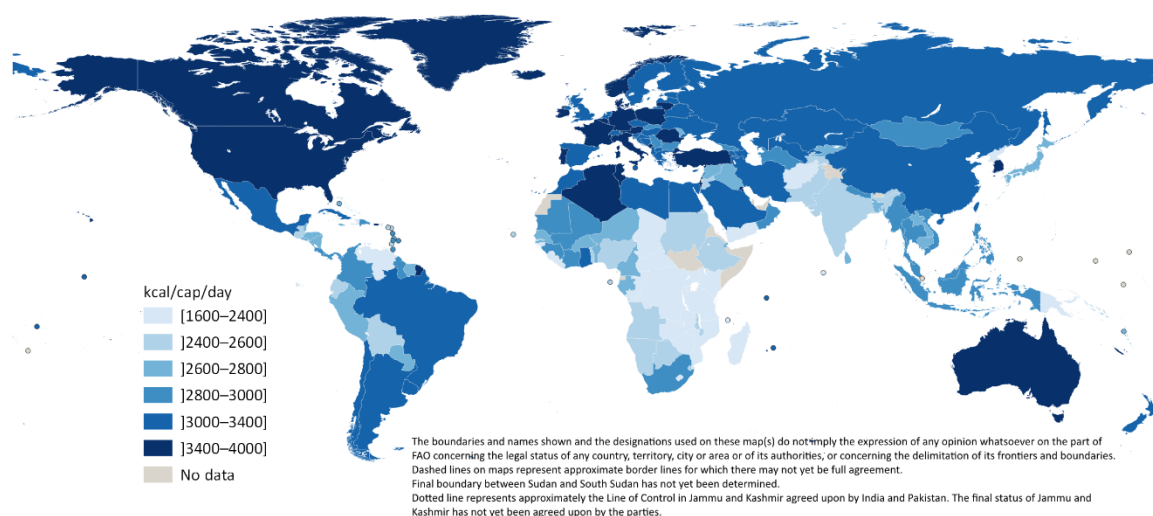 kcal/cap/day
]1600–2400]
]2400–2600]
]2600–2800]
]2800–3000]
]3000–3400]
]3400–4000]
No data
The boundaries and names shown and the designations used on these map(s) do not imply the expression of any opinion whatsoever on the part of
FAO concerning the legal status of any country, territory, city or area or of its authorities, or concerning the delimitation of its frontiers and boundaries.
Dashed lines on maps represent approximate border lines for which there may not yet be full agreement.
Final boundary between Sudan and South Sudan has not yet been determined.
Dotted line represents approximately the Line of Control in Jammu and Kashmir agreed upon by India and Pakistan. The final status of Jammu and
Kashmir has not yet been agreed upon by the parties.